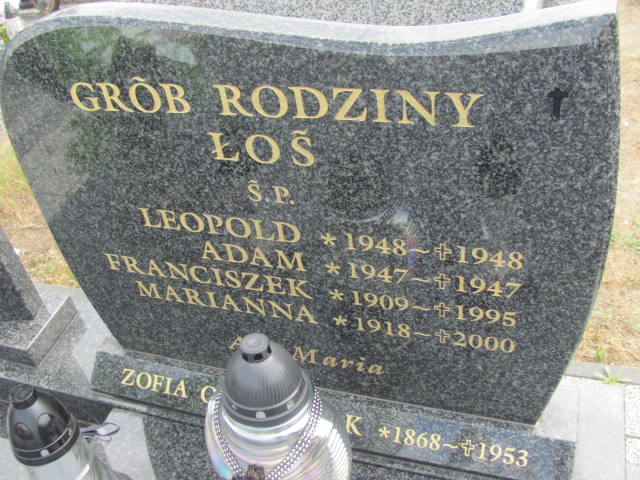 GRÕB RODZINY
ŁOŠ
S̃.P.
LEOPOLD *1948~✝1948
ADAM *1947~✝1947
FRANCISZEK *1909~✝1995
MARIANNA *1918~✝2000
Maria
ZOFIA *1868~✝1953